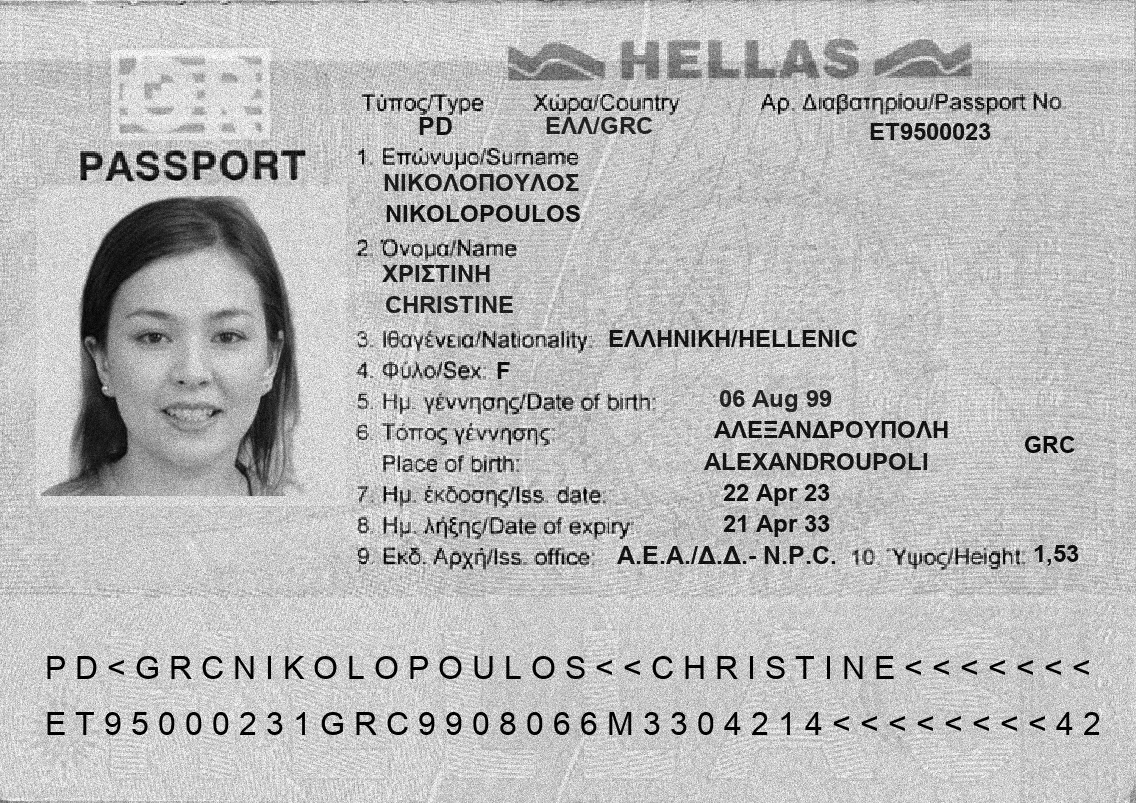 GR
HELLAS
PASSPORT
Τύπος/Type Χώρα/Country Αρ. Διαβατηρίου/Passport No.
PD ΕΛΛ/GRC ET9500023
1. Επώνυμο/Surname
ΝΙΚΟΛΟΠΟΥΛΟΣ
NIKOLOPOULOS
2. Όνομα/Name
ΧΡΙΣΤΙΝΗ
CHRISTINE
3. Ιθαγένεια/Nationality: ΕΛΛΗΝΙΚΗ/HELLENIC
4. Φύλο/Sex: F
5. Ημ. γέννησης/Date of birth: 06 Aug 99
6. Τόπος γέννησης: ΑΛΕΞΑΝΔΡΟΥΠΟΛΗ GRC
Place of birth: ALEXANDROUPOLI
7. Ημ. έκδοσης/Iss. date: 22 Apr 23
8. Ημ. λήξης/Date of expiry: 21 Apr 33
9. Εκδ. Αρχή/Iss. office: Α.Ε.Α./Δ.Δ.- N.P.C. 10. Ύψος/Height: 1,53
PD<GRCNIKOLOPOULOS<<CHRISTINE<<<<<<<
ET95000231GRC9908066M3304214<<<<<<<<42